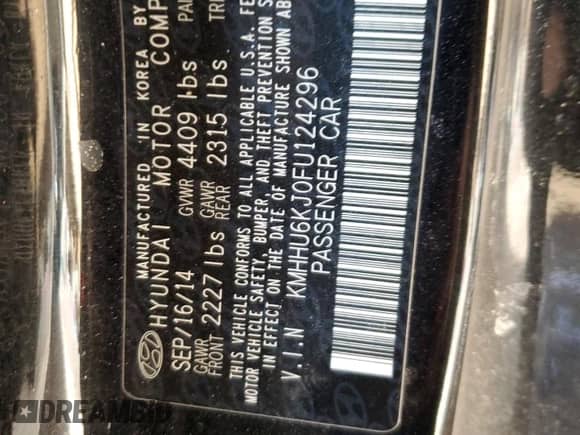 MANUFACTURED IN KOREA BY
HYUNDAI MOTOR COMP
SEP/16/14 GVWR 4409 lbs PA
GAWR FRONT 2227 lbs GAWR REAR 2315 lbs
THIS VEHICLE CONFORMS TO ALL APPLICABLE U.S.A. FE
MOTOR VEHICLE SAFETY, BUMPER, AND THEFT PREVENTION S
IN EFFECT ON THE DATE OF MANUFACTURE SHOWN AB
V.I.N KMHHU6KJ0FU124296
PASSENGER CAR
DREAMBID